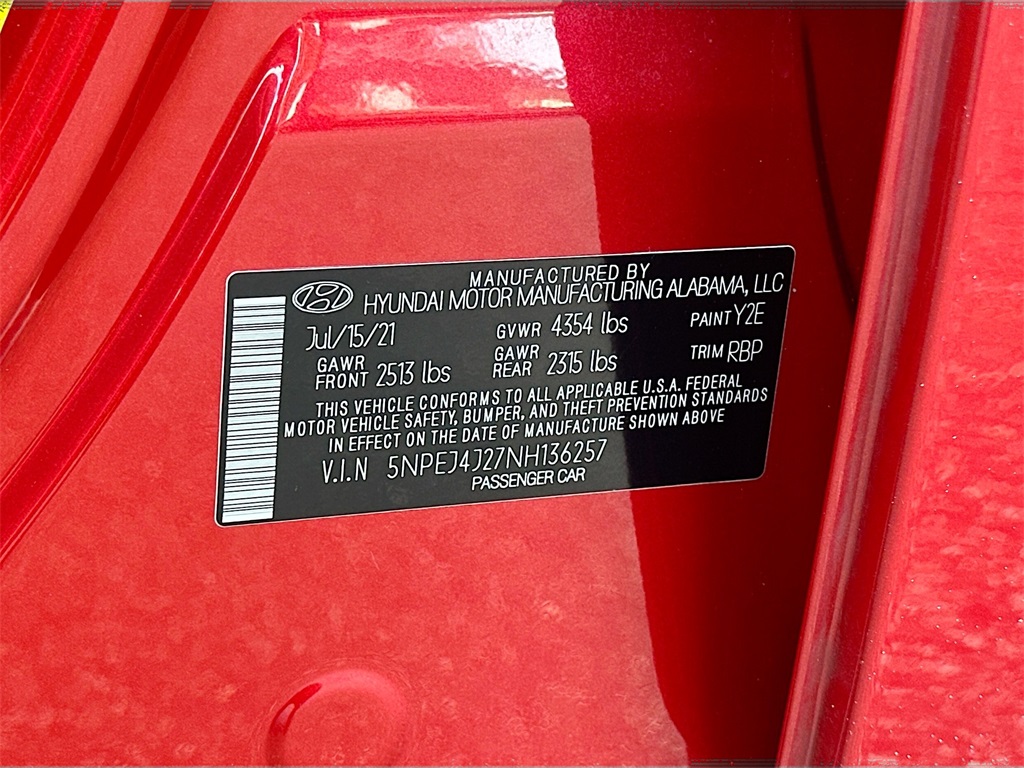 MANUFACTURED BY
HYUNDAI MOTOR MANUFACTURING ALABAMA, LLC
Jul/15/21 GVWR 4354 lbs PAINT Y2E
GAWR FRONT 2513 lbs GAWR REAR 2315 lbs TRIM RBP
THIS VEHICLE CONFORMS TO ALL APPLICABLE U.S.A. FEDERAL
MOTOR VEHICLE SAFETY, BUMPER, AND THEFT PREVENTION STANDARDS
IN EFFECT ON THE DATE OF MANUFACTURE SHOWN ABOVE
V.I.N 5NPEJ4J27NH136257
PASSENGER CAR